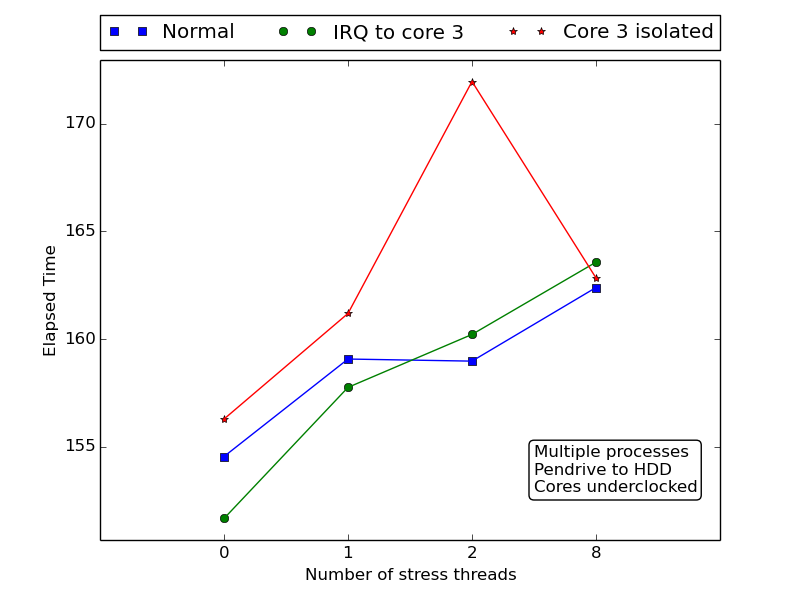 Normal IRQ to core 3 Core 3 isolated
170
165
160
155
Elapsed Time
Multiple processes
Pendrive to HDD
Cores underclocked
0 1 2 8
Number of stress threads